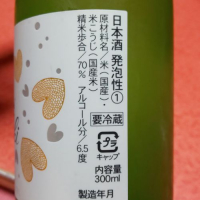 日本酒 発泡性①
原材料名/米(国産)・
米こうじ(国産米)
精米歩合/70% アルコール分/6.5度
要冷蔵
プラ
キャップ
内容量
300ml
製造年月